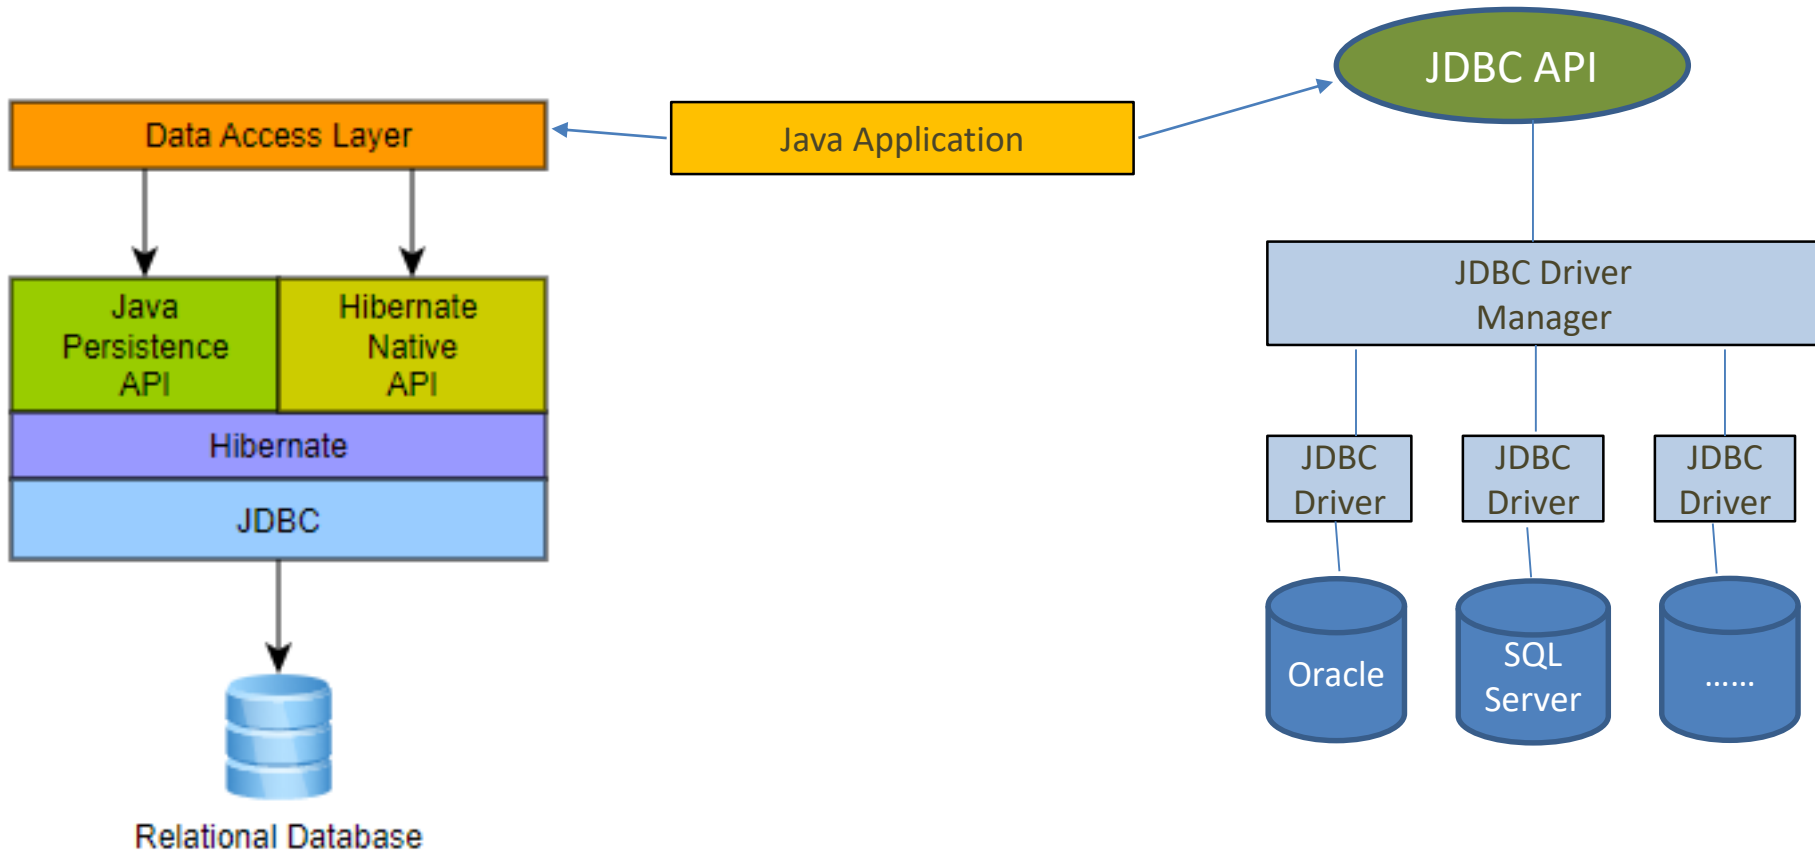 JDBC API
Data Access Layer
Java Application
Java
Persistence
API
Hibernate
Native
API
Hibernate
JDBC
Relational Database
JDBC Driver
Manager
JDBC
Driver
JDBC
Driver
JDBC
Driver
Oracle
SQL
Server
......